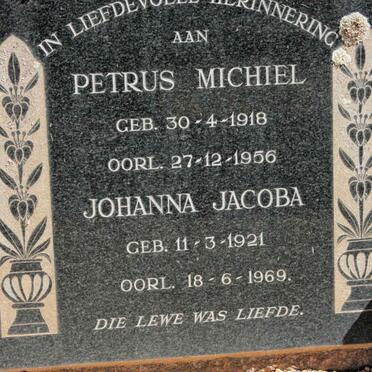 IN LIEFDEVOLLE HERINNERING
AAN
PETRUS MICHIEL
GEB. 30-4-1918
OORL. 27-12-1956
JOHANNA JACOBA
GEB. 11-3-1921
OORL. 18-6-1969.
DIE LEWE WAS LIEFDE.